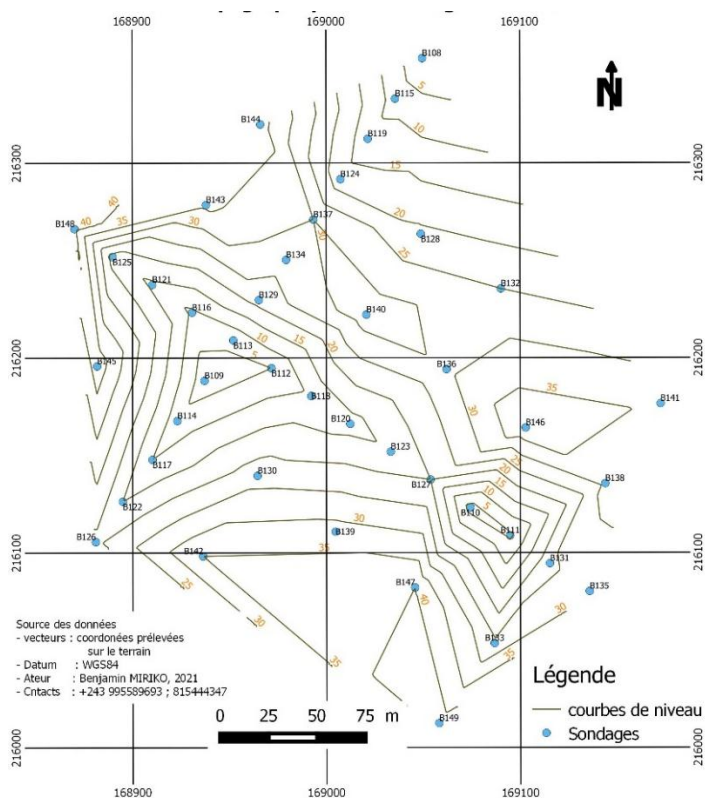 168900
169000
169100
B108
5
B115
10
N
B144
B119
15
216300
216300
B124
40
B143
20
B148
40
35
30
B137
30
B128
25
B125
B134
B121
B132
B129
B116
B140
10
15
B113
20
5
216200
216200
B145
B112
B136
B109
35
B118
30
B141
B114
B120
B146
B123
B117
25
20
B130
15
B127
B138
10
B122
5
B110
30
B126
B139
B111
216100
216100
B142
35
B131
25
B147
B135
40
30
30
Source des données
- vecteurs : coordonées prélevées
sur le terrain
B133
35
35
- Datum : WGS84
- Ateur : Benjamin MIRIKO, 2021
- Cntacts : +243 995589693 ; 815444347
Légende
courbes de niveau
0 25 50 75 m
B149
Sondages
216000
216000
168900
169000
169100